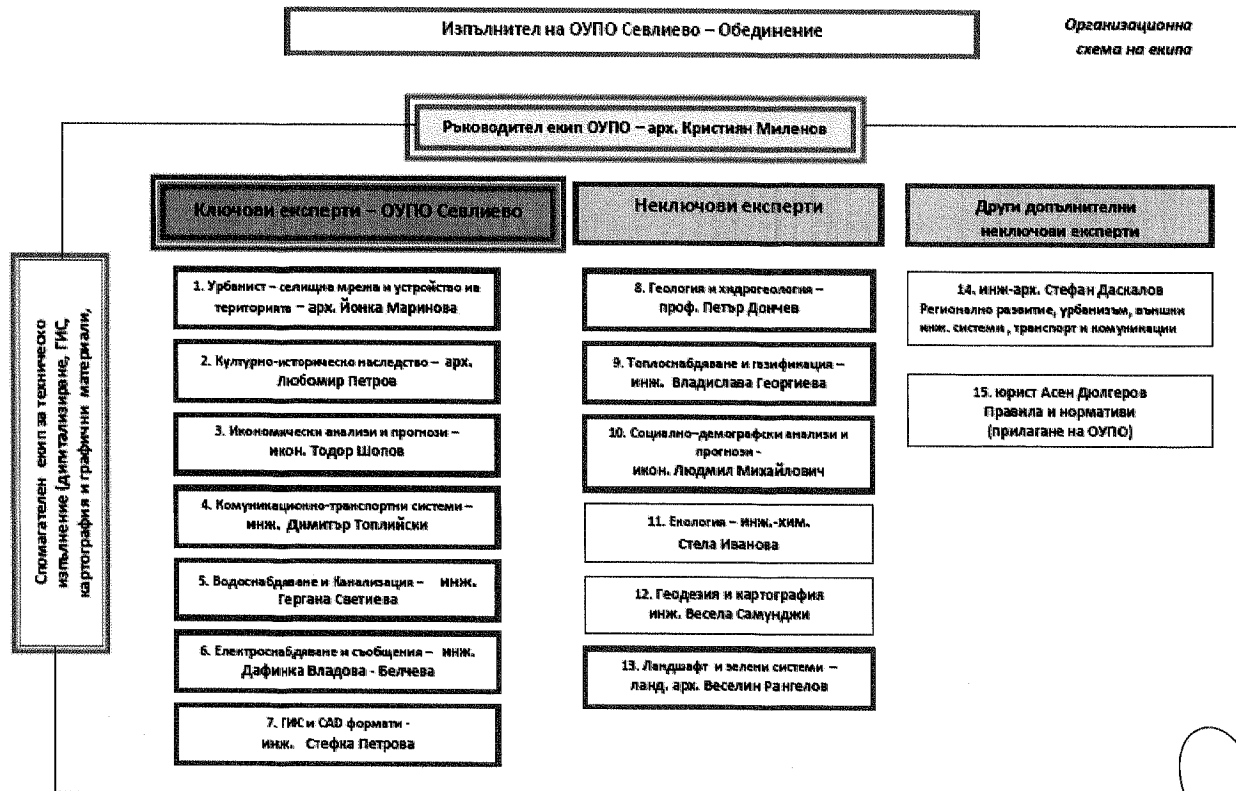 Изпълнител на ОУПО Севлиево – Обединение
Организационна
схема на екипа
Ръководител екип ОУПО – арх. Кристиян Миленов
Ключови експерти – ОУПО Севлиево
Неключови експерти
Други допълнителни
неключови експерти
Спомагателен екип за техническо
изпълнение (дигитализиране, ГИС,
картография и графични материали,
1. Урбанист – селищна мрежа и устройство на
територията – арх. Йонка Маринова
2. Културно-историческо наследство – арх.
Любомир Петров
3. Икономически анализи и прогнози –
икон. Тодор Шопов
4. Комуникационно-транспортни системи –
инж. Димитър Топлийски
5. Водоснабдяване и Канализация – инж.
Гергана Светиева
6. Електроснабдяване и съобщения – инж.
Дафинка Владова - Белчева
7. ГИС и CAD формати -
инж. Стефка Петрова
8. Геология и хидрогеология –
проф. Петър Дончев
9. Топлоснабдяване и газификация –
инж. Владислава Георгиева
10. Социално–демографски анализи и
прогнози -
икон. Людмил Михайлович
11. Екология – инж.-хим.
Стела Иванова
12. Геодезия и картография
инж. Весела Самунджи
13. Ландшафт и зелени системи –
ланд. арх. Веселин Рангелов
14. инж-арх. Стефан Даскалов
Регионално развитие, урбанизъм, външни
инж. системи , транспорт и комуникации
15. юрист Асен Дюлгеров
Правила и нормативи
(прилагане на ОУПО)